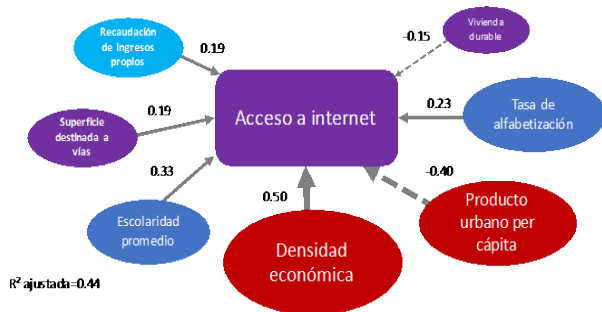 Recaudación
de ingresos
propios
0.19
-0.15
Vivienda
durable
Superficie
destinada a
vías
0.19
Acceso a internet
0.23
Tasa de
alfabetización
0.33
Escolaridad
promedio
0.50
-0.40
Densidad
económica
Producto
urbano per
cápita
R² ajustada=0.44